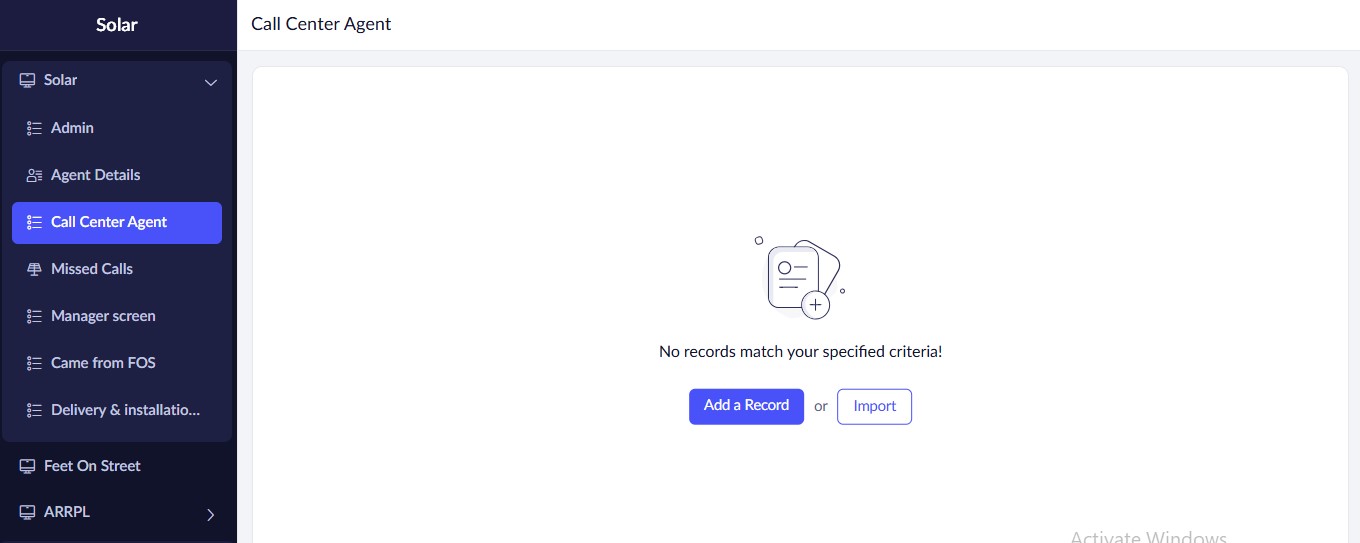 Solar
Call Center Agent
Solar
Admin
Agent Details
Call Center Agent
Missed Calls
Manager screen
Came from FOS
Delivery & installatio...
Feet On Street
ARRPL
No records match your specified criteria!
Add a Record or Import
Activate Windows